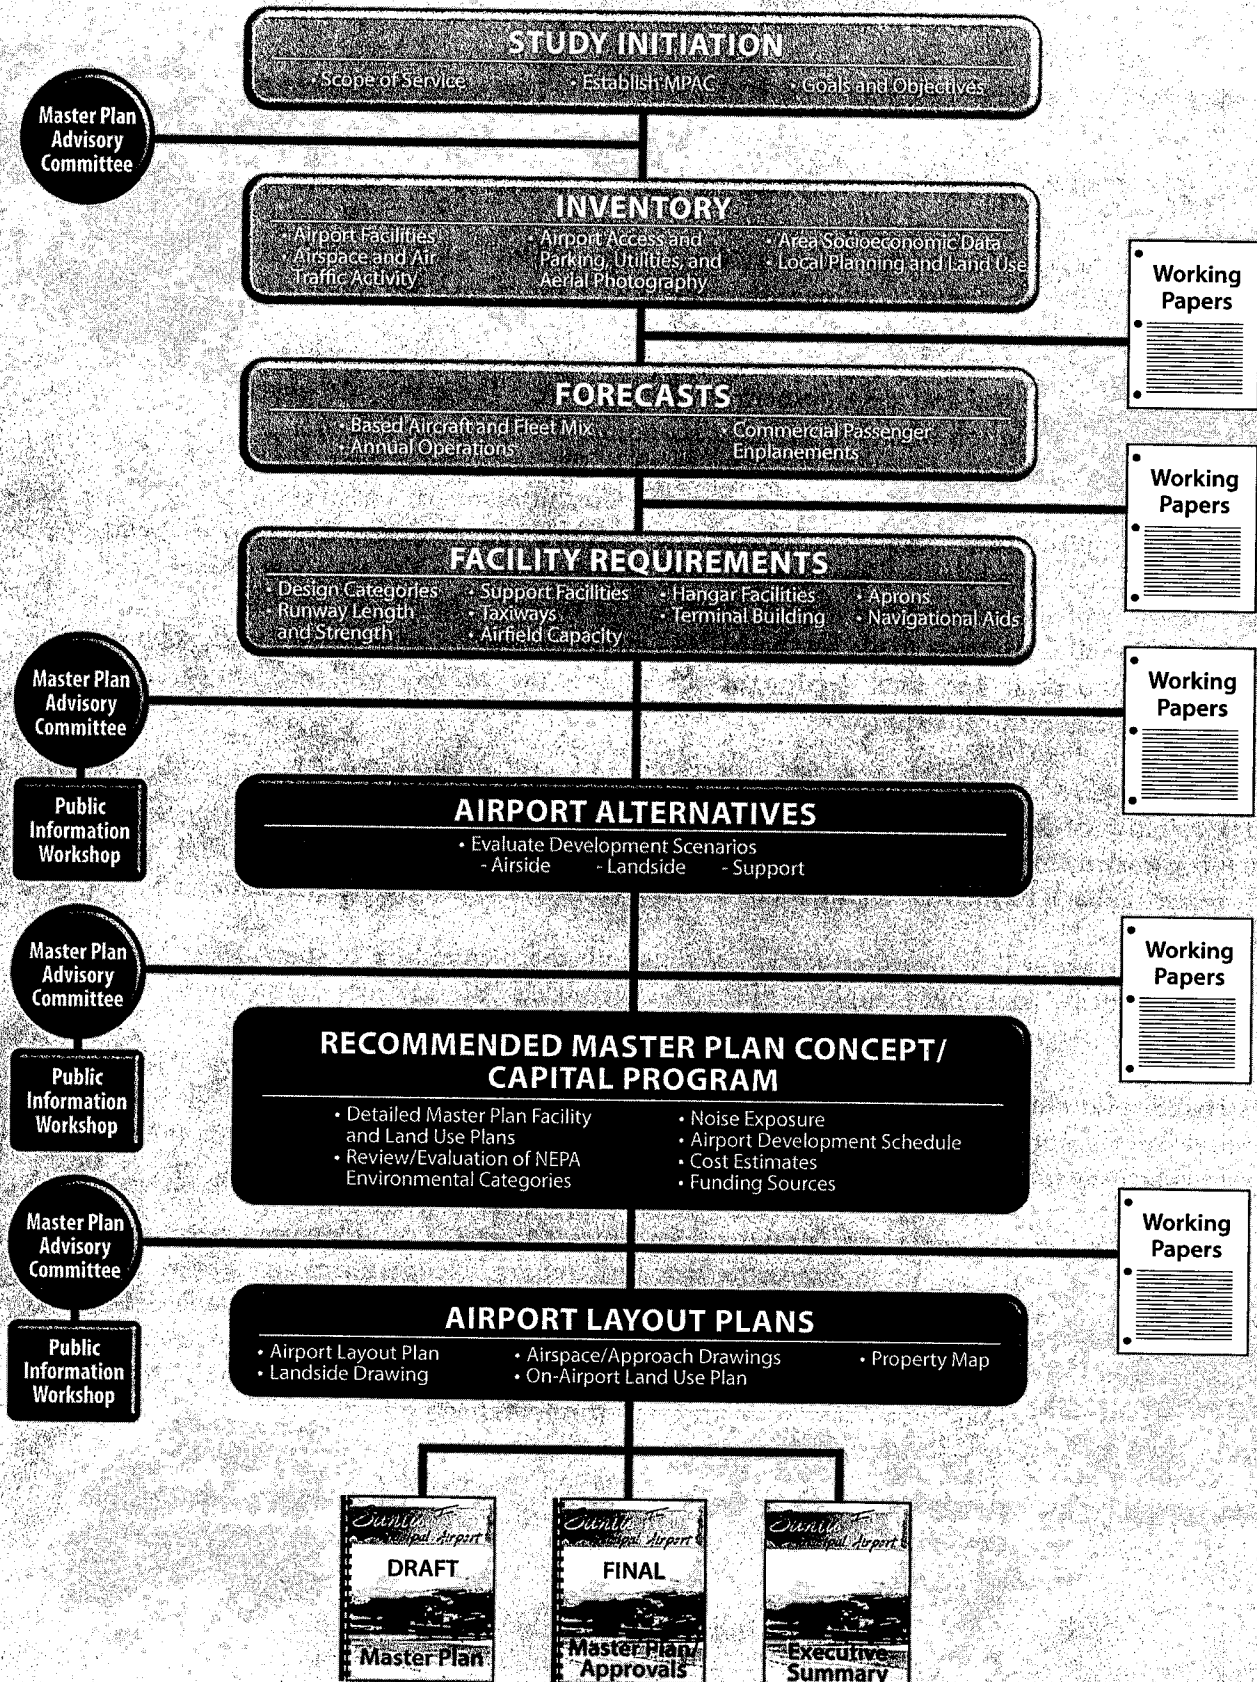 STUDY INITIATION
• Scope of Service
• Establish MPAC
• Goals and Objectives
Master Plan
Advisory
Committee
INVENTORY
• Airport Facilities
• Airspace and Air
Traffic Activity
• Airport Access and
Parking, Utilities, and
Aerial Photography
• Area Socioeconomic Data
• Local Planning and Land Use
Working
Papers
FORECASTS
• Based Aircraft and Fleet Mix
• Annual Operations
• Commercial Passenger
Enplanements
Working
Papers
FACILITY REQUIREMENTS
• Design Categories
• Runway Length
and Strength
• Support Facilities
• Taxiways
• Airfield Capacity
• Hangar Facilities
• Terminal Building
• Aprons
• Navigational Aids
Master Plan
Advisory
Committee
Working
Papers
Public
Information
Workshop
AIRPORT ALTERNATIVES
• Evaluate Development Scenarios
- Airside - Landside - Support
Master Plan
Advisory
Committee
Working
Papers
Public
Information
Workshop
RECOMMENDED MASTER PLAN CONCEPT/
CAPITAL PROGRAM
• Detailed Master Plan Facility
and Land Use Plans
• Review/Evaluation of NEPA
Environmental Categories
• Noise Exposure
• Airport Development Schedule
• Cost Estimates
• Funding Sources
Master Plan
Advisory
Committee
Working
Papers
Public
Information
Workshop
AIRPORT LAYOUT PLANS
• Airport Layout Plan
• Landside Drawing
• Airspace/Approach Drawings
• On-Airport Land Use Plan
• Property Map
Airport
DRAFT
Master Plan
Airport
FINAL
Master Plan/
Approvals
Airport
Executive
Summary